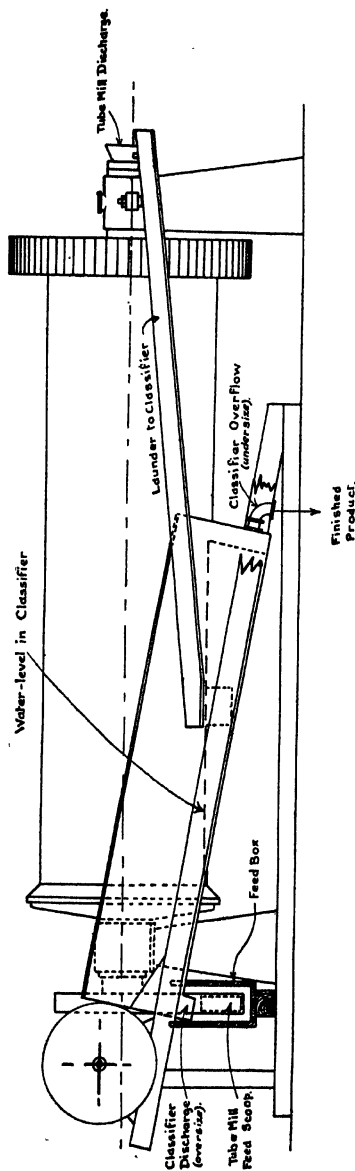 Tube Mill Discharge.
Launder to Classifier
Water-level in Classifier
Classifier Overflow
(undersize).
Finished
Product.
Feed Box
Classifier
Discharge
(oversize).
Tube Mill
Feed Scoop.